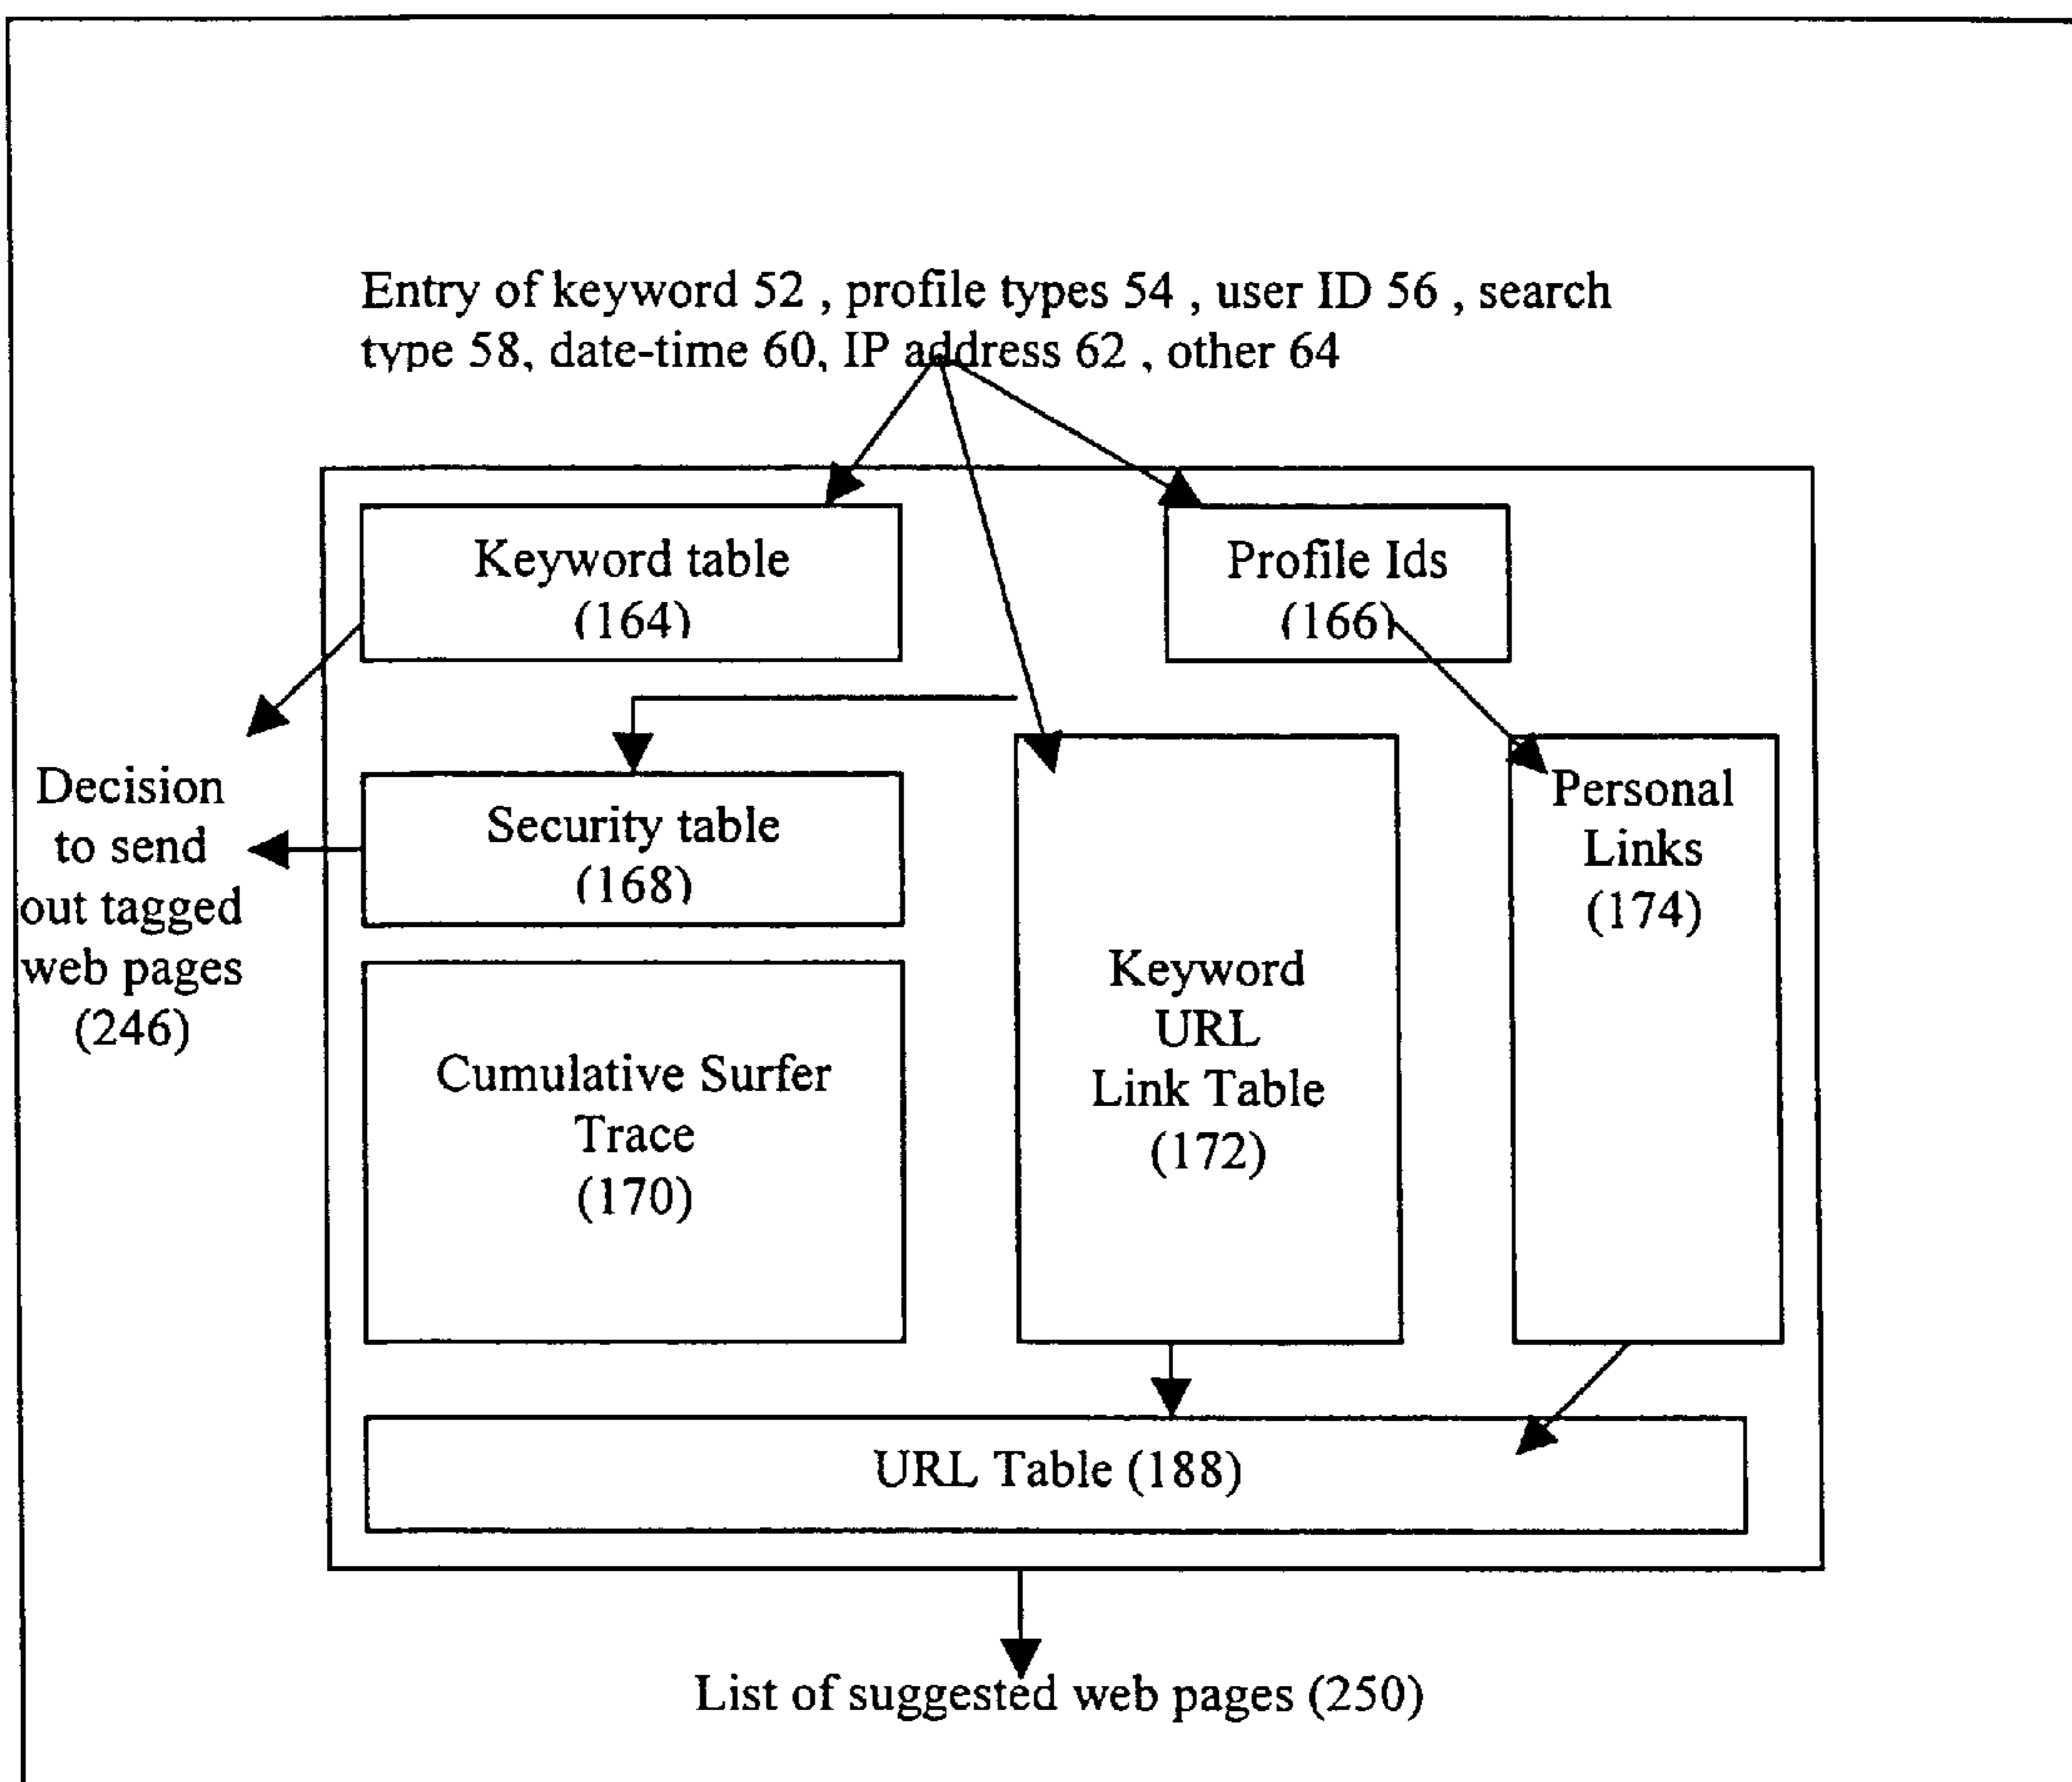 Entry of keyword 52 , profile types 54 , user ID 56 , search
type 58, date-time 60, IP address 62 , other 64
Keyword table
(164)
Profile Ids
(166)
Decision
to send
out tagged
web pages
(246)
Security table
(168)
Cumulative Surfer
Trace
(170)
Keyword
URL
Link Table
(172)
Personal
Links
(174)
URL Table (188)
List of suggested web pages (250)